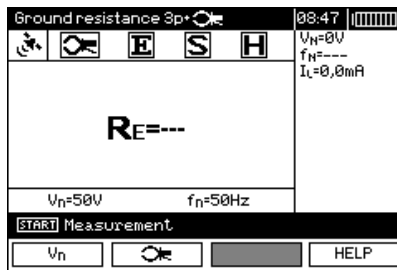 Ground resistance 3p+ 08:47
E S H
VN=0V
fN=---
IL=0,0mA
RE=---
Vn=50V fn=50Hz
START Measurement
Vn HELP